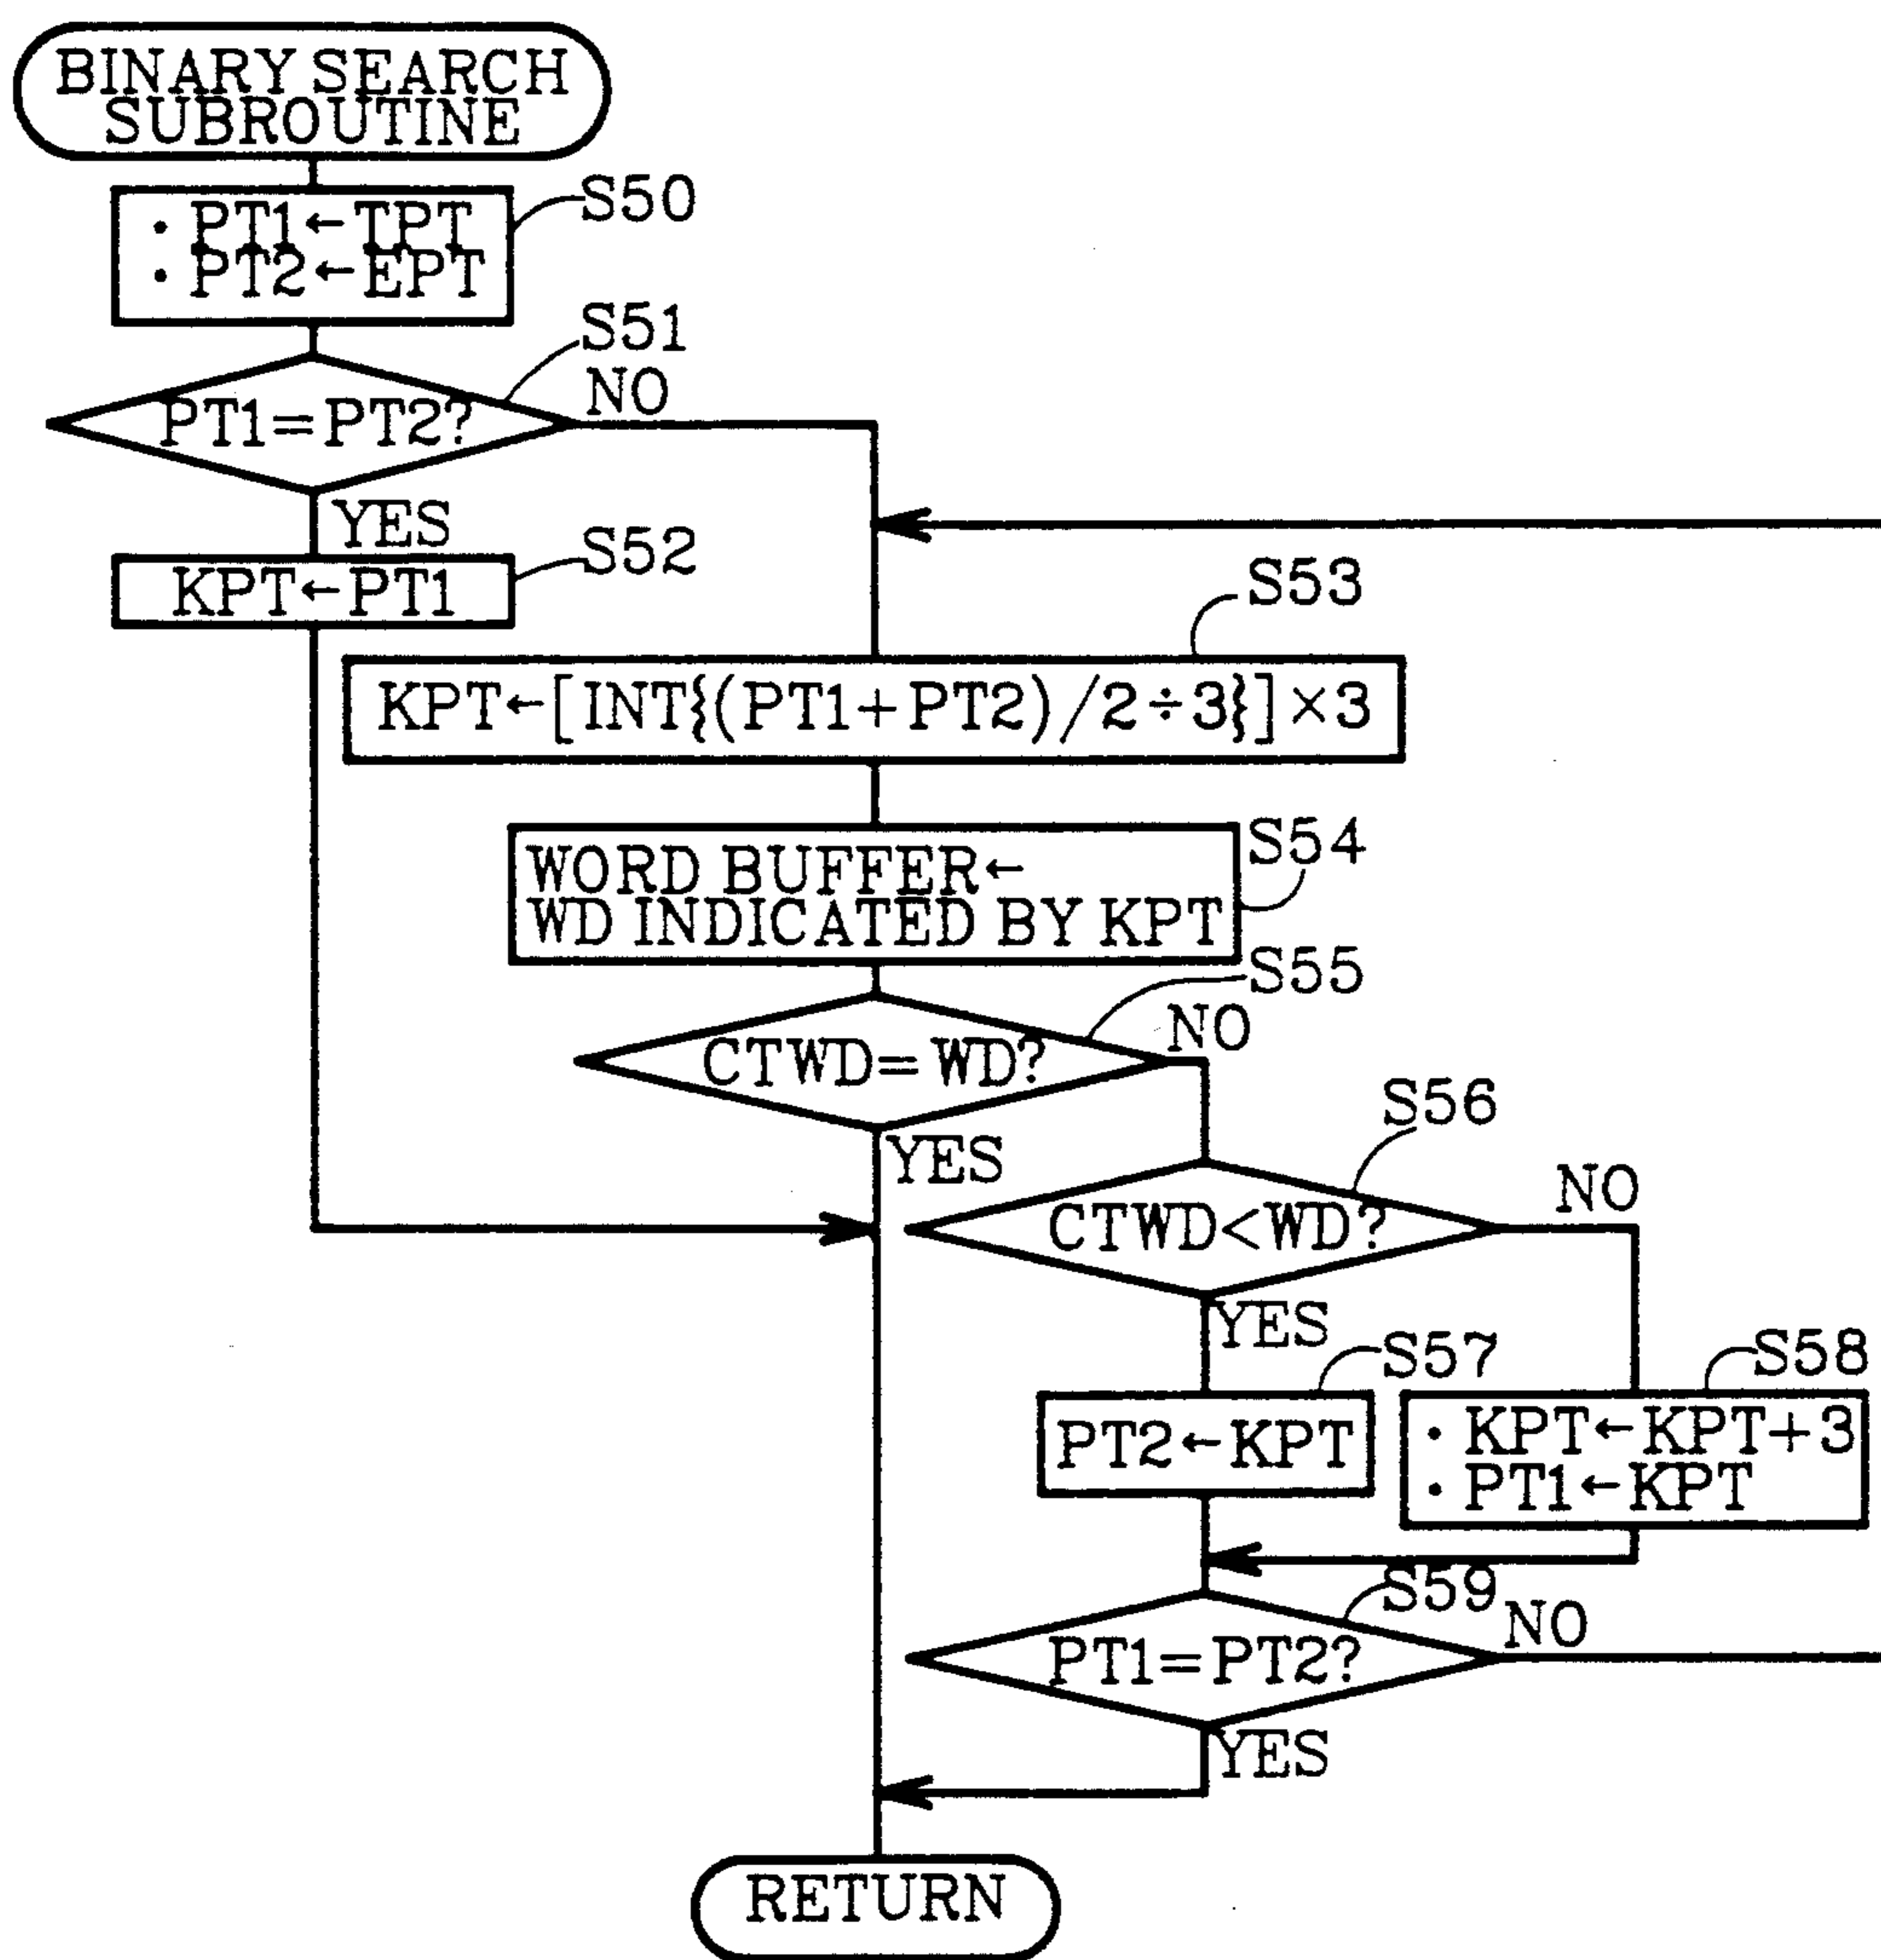 BINARY SEARCH
SUBROUTINE
S50
· PT1←TPT
· PT2←EPT
S51
PT1=PT2?
NO
YES
S52
KPT←PT1
S53
KPT←[INT{(PT1+PT2)/2÷3}]×3
S54
WORD BUFFER←
WD INDICATED BY KPT
S55
CTWD=WD?
NO
YES
S56
CTWD<WD?
NO
YES
S57
PT2←KPT
S58
· KPT←KPT+3
· PT1←KPT
S59
PT1=PT2?
NO
YES
RETURN